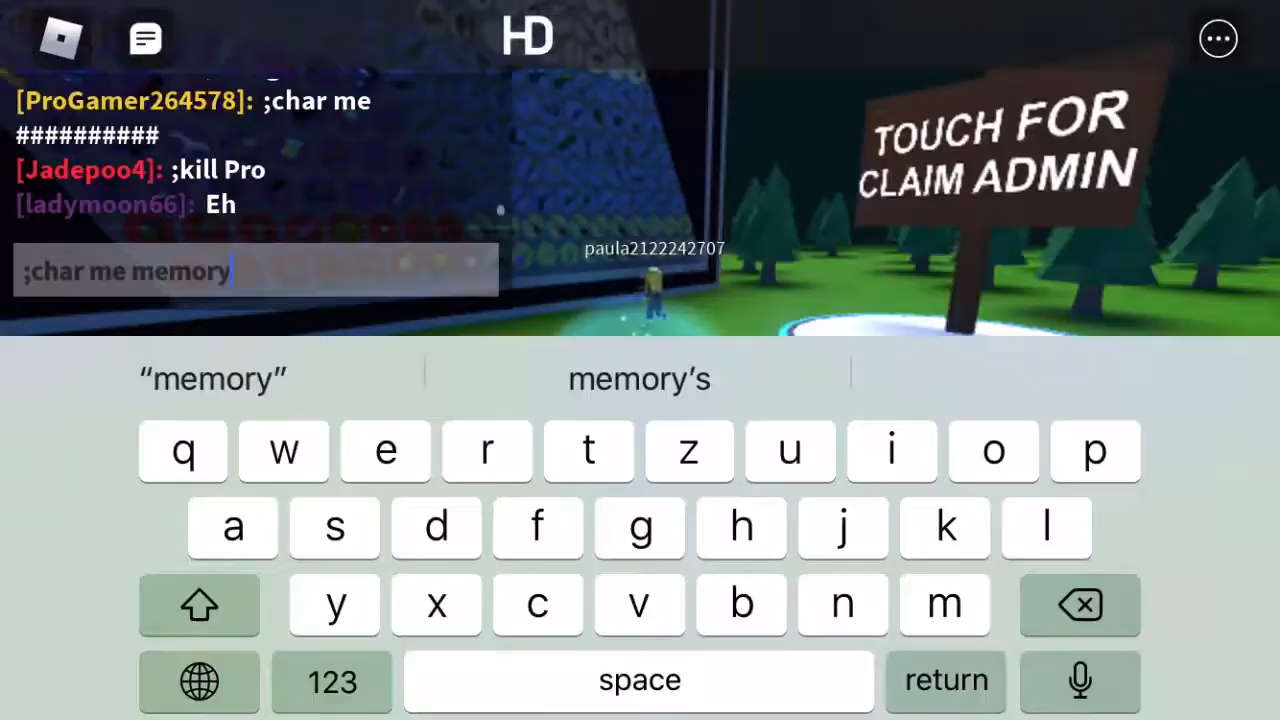 HD
[ProGamer264578]: ;char me
##########
[Jadepoo4]: ;kill Pro
[ladymoon66]: Eh
;char me memory
paula2122242707
TOUCH FOR
CLAIM ADMIN
“memory”
memory’s
q w e r t z u i o p
a s d f g h j k l
y x c v b n m
123 space return